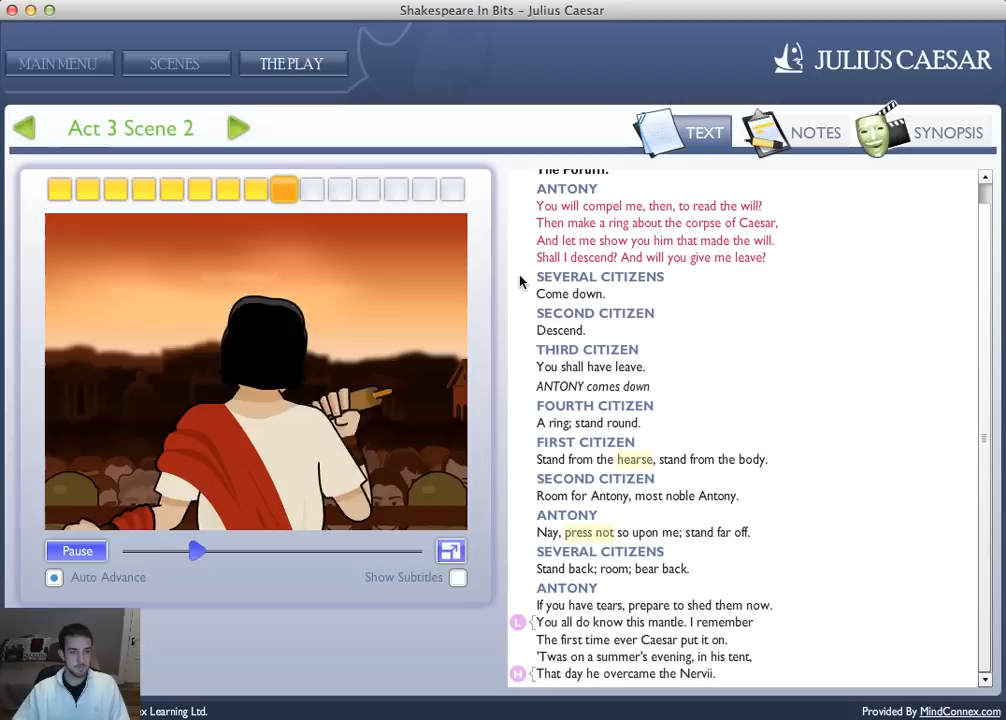 Shakespeare In Bits - Julius Caesar
MAIN MENU
SCENES
THE PLAY
JULIUS CAESAR
Act 3 Scene 2
TEXT
NOTES
SYNOPSIS
The Forum.
ANTONY
You will compel me, then, to read the will?
Then make a ring about the corpse of Caesar,
And let me show you him that made the will.
Shall I descend? And will you give me leave?
SEVERAL CITIZENS
Come down.
SECOND CITIZEN
Descend.
THIRD CITIZEN
You shall have leave.
ANTONY comes down
FOURTH CITIZEN
A ring; stand round.
FIRST CITIZEN
Stand from the hearse, stand from the body.
SECOND CITIZEN
Room for Antony, most noble Antony.
ANTONY
Nay, press not so upon me; stand far off.
SEVERAL CITIZENS
Stand back; room; bear back.
ANTONY
If you have tears, prepare to shed them now.
L You all do know this mantle. I remember
The first time ever Caesar put it on.
'Twas on a summer's evening, in his tent,
H That day he overcame the Nervii.
Pause
Auto Advance
Show Subtitles
x Learning Ltd.
Provided By MindConnex.com